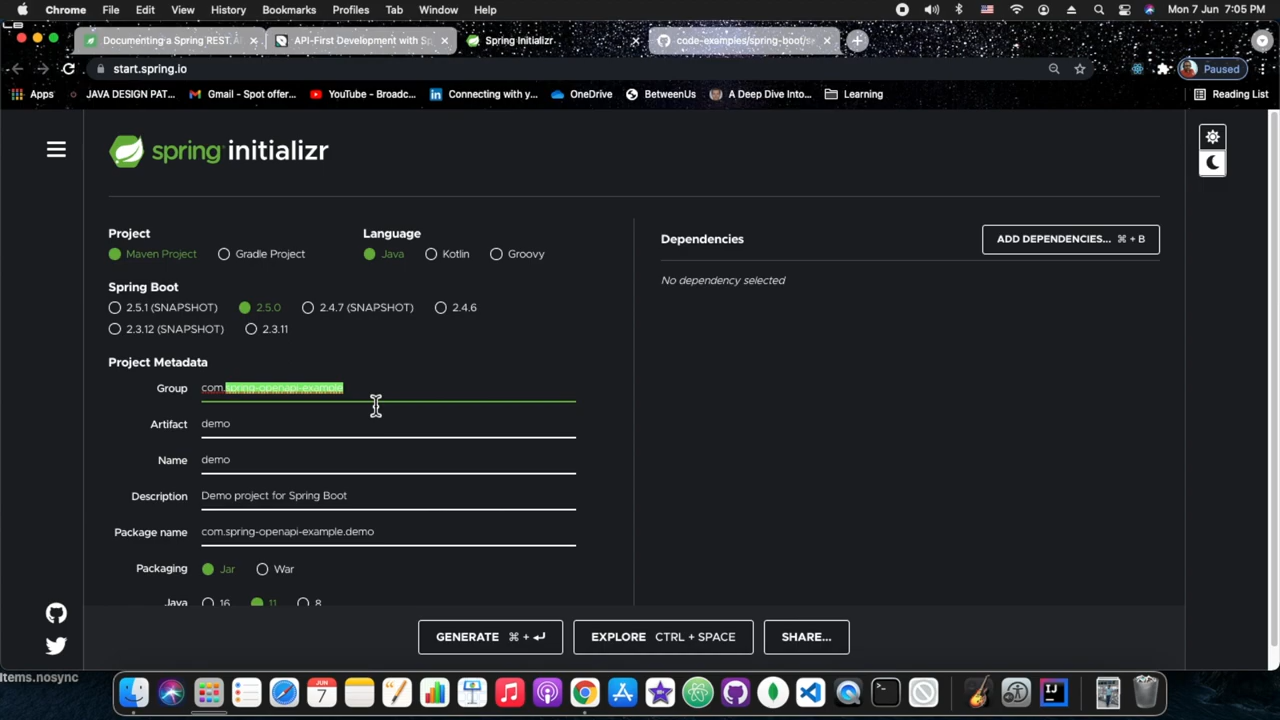 Chrome File Edit View History Bookmarks Profiles Tab Window Help Mon 7 Jun 7:05 PM
Documenting a Spring REST A API-First Development with Sp Spring Initializr code-examples/spring-boot/s
start.spring.io Paused
Apps JAVA DESIGN PAT... Gmail - Spot offer... YouTube - Broadc... Connecting with y... OneDrive BetweenUs A Deep Dive Into... Learning Reading List
spring initializr
Project
Maven Project Gradle Project
Language
Java Kotlin Groovy
Spring Boot
2.5.1 (SNAPSHOT) 2.5.0 2.4.7 (SNAPSHOT) 2.4.6
2.3.12 (SNAPSHOT) 2.3.11
Project Metadata
Group com.spring-openapi-example
Artifact demo
Name demo
Description Demo project for Spring Boot
Package name com.spring-openapi-example.demo
Packaging Jar War
Java 16 11 8
Dependencies ADD DEPENDENCIES... ⌘ + B
No dependency selected
GENERATE ⌘ + ↵ EXPLORE CTRL + SPACE SHARE...
Items.nosync
JUN
7
IJ